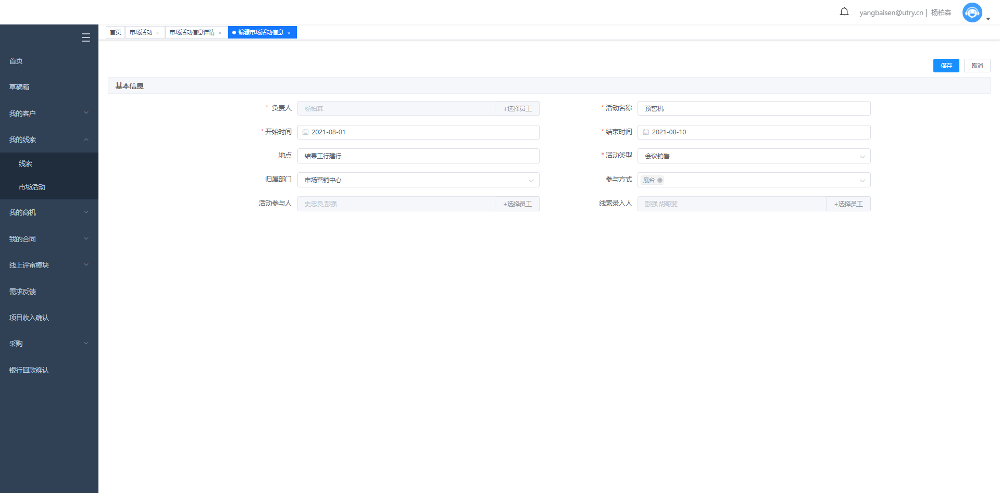 yangbaisen@utry.cn | 杨柏森
首页 市场活动 × 市场活动信息详情 × 编辑市场活动信息 ×
首页
草稿箱
我的客户
我的线索
线索
市场活动
我的商机
我的合同
线上评审模块
需求反馈
项目收入确认
采购
银行回款确认
保存 取消
基本信息
* 负责人 杨柏森 +选择员工 * 活动名称 预警机
* 开始时间 2021-08-01 * 结束时间 2021-08-10
地点 结果工行建行 * 活动类型 会议销售
归属部门 市场营销中心 参与方式 展台
活动参与人 史忠良,彭强 +选择员工 线索录入人 彭强,胡菊斐 +选择员工